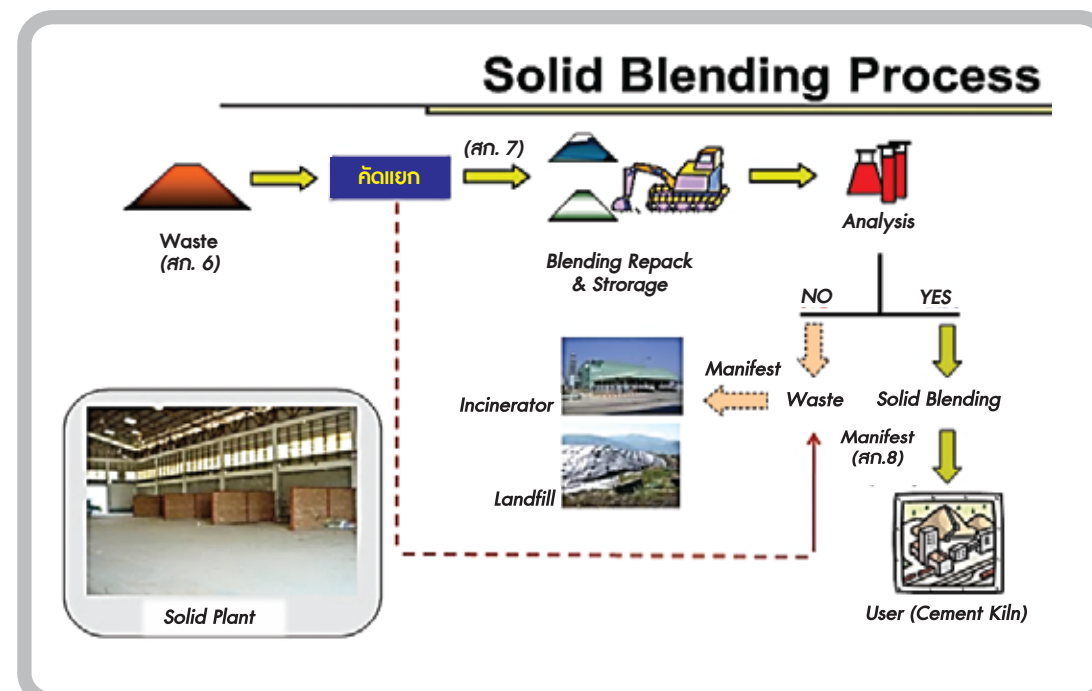 Solid Blending Process
Waste
(สก. 6)
คัดแยก
(สก. 7)
Blending Repack
& Strorage
Analysis
NO
YES
Manifest
Incinerator
Waste
Solid Blending
Landfill
Manifest
(สก.8)
Solid Plant
User (Cement Kiln)